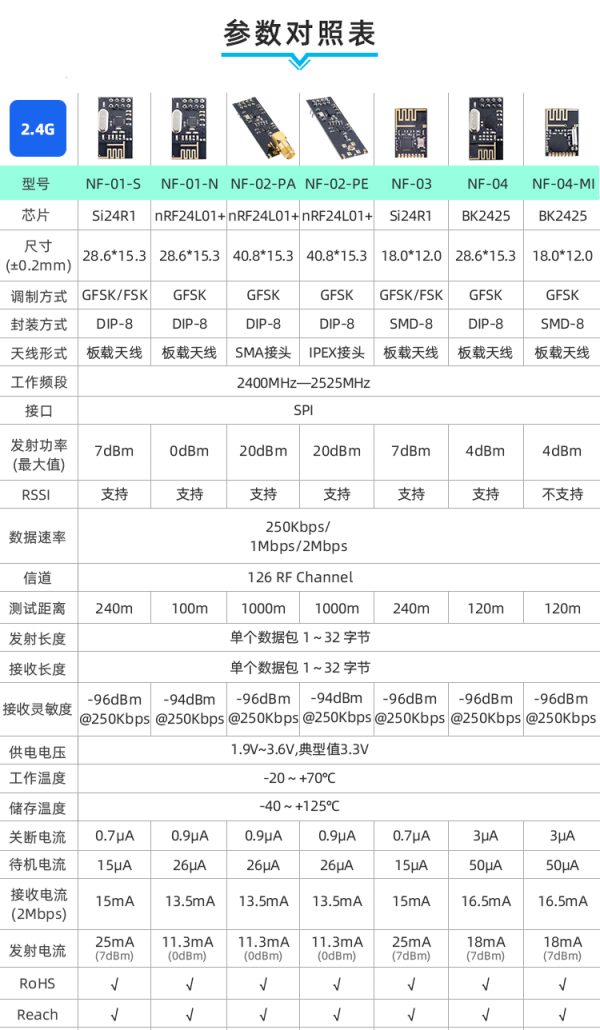 参数对照表
2.4G
型号 NF-01-S NF-01-N NF-02-PA NF-02-PE NF-03 NF-04 NF-04-MI
芯片 Si24R1 nRF24L01+ nRF24L01+ nRF24L01+ Si24R1 BK2425 BK2425
尺寸
(±0.2mm) 28.6*15.3 28.6*15.3 40.8*15.3 40.8*15.3 18.0*12.0 28.6*15.3 18.0*12.0
调制方式 GFSK/FSK GFSK GFSK GFSK GFSK/FSK GFSK GFSK
封装方式 DIP-8 DIP-8 DIP-8 DIP-8 SMD-8 DIP-8 SMD-8
天线形式 板载天线 板载天线 SMA接头 IPEX接头 板载天线 板载天线 板载天线
工作频段 2400MHz—2525MHz
接口 SPI
发射功率
(最大值) 7dBm 0dBm 20dBm 20dBm 7dBm 4dBm 4dBm
RSSI 支持 支持 支持 支持 支持 支持 不支持
数据速率 250Kbps/
1Mbps/2Mbps
信道 126 RF Channel
测试距离 240m 100m 1000m 1000m 240m 120m 120m
发射长度 单个数据包 1 ~ 32 字节
接收长度 单个数据包 1 ~ 32 字节
接收灵敏度 -96dBm -94dBm -96dBm -94dBm -96dBm -96dBm -96dBm
@250Kbps @250Kbps @250Kbps @250Kbps @250Kbps @250Kbps @250Kbps
供电电压 1.9V~3.6V,典型值3.3V
工作温度 -20 ~ +70℃
储存温度 -40 ~ +125℃
关断电流 0.7μA 0.9μA 0.9μA 0.9μA 0.7μA 3μA 3μA
待机电流 15μA 26μA 26μA 26μA 15μA 50μA 50μA
接收电流
(2Mbps) 15mA 13.5mA 13.5mA 13.5mA 15mA 16.5mA 16.5mA
发射电流 25mA 11.3mA 11.3mA 11.3mA 25mA 18mA 18mA
(7dBm) (0dBm) (0dBm) (0dBm) (7dBm) (7dBm) (7dBm)
RoHS √ √ √ √ √ √ √
Reach √ √ √ √ √ √ √